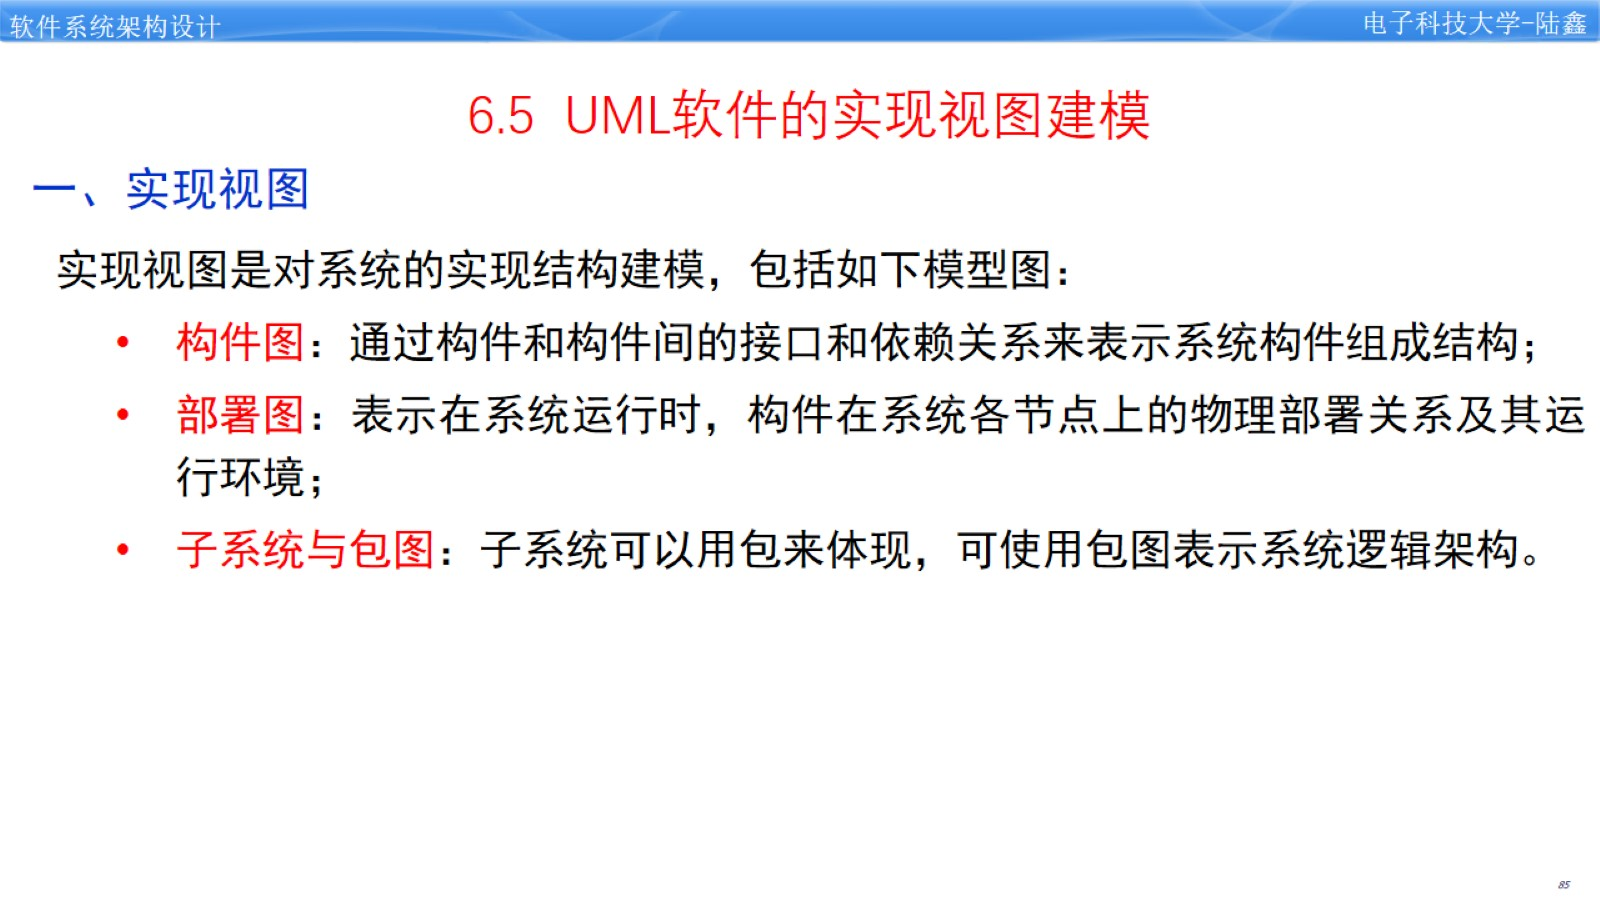 软件系统架构设计
电子科技大学-陆鑫
6.5 UML软件的实现视图建模
一、实现视图
实现视图是对系统的实现结构建模，包括如下模型图：
• 构件图：通过构件和构件间的接口和依赖关系来表示系统构件组成结构；
• 部署图：表示在系统运行时，构件在系统各节点上的物理部署关系及其运
行环境；
• 子系统与包图：子系统可以用包来体现，可使用包图表示系统逻辑架构。
85